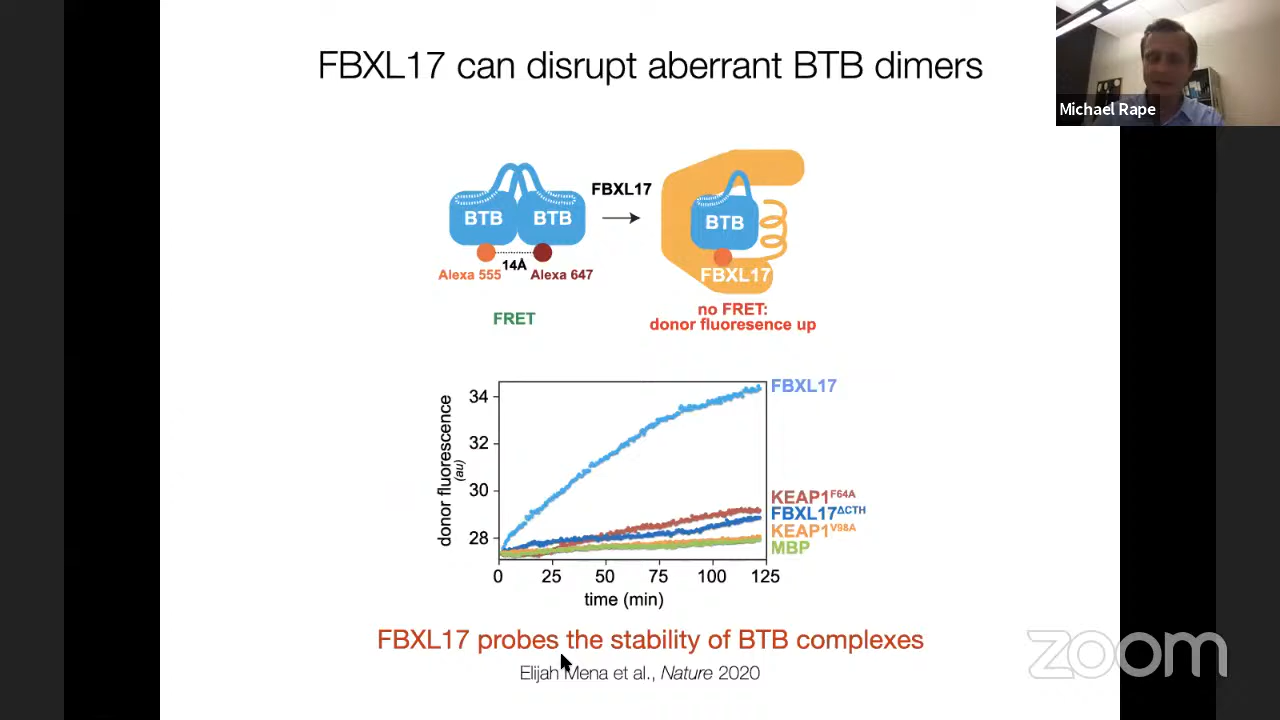 FBXL17 can disrupt aberrant BTB dimers
Michael Rape
BTB
BTB
FBXL17
BTB
14Å
Alexa 555
Alexa 647
FBXL17
FRET
no FRET:
donor fluoresence up
donor fluorescence
(au)
34
32
30
28
0
25
50
75
100
125
time (min)
FBXL17
KEAP1F64A
FBXL17ΔCTH
KEAP1V98A
MBP
FBXL17 probes the stability of BTB complexes
Elijah Mena et al., Nature 2020
zoom